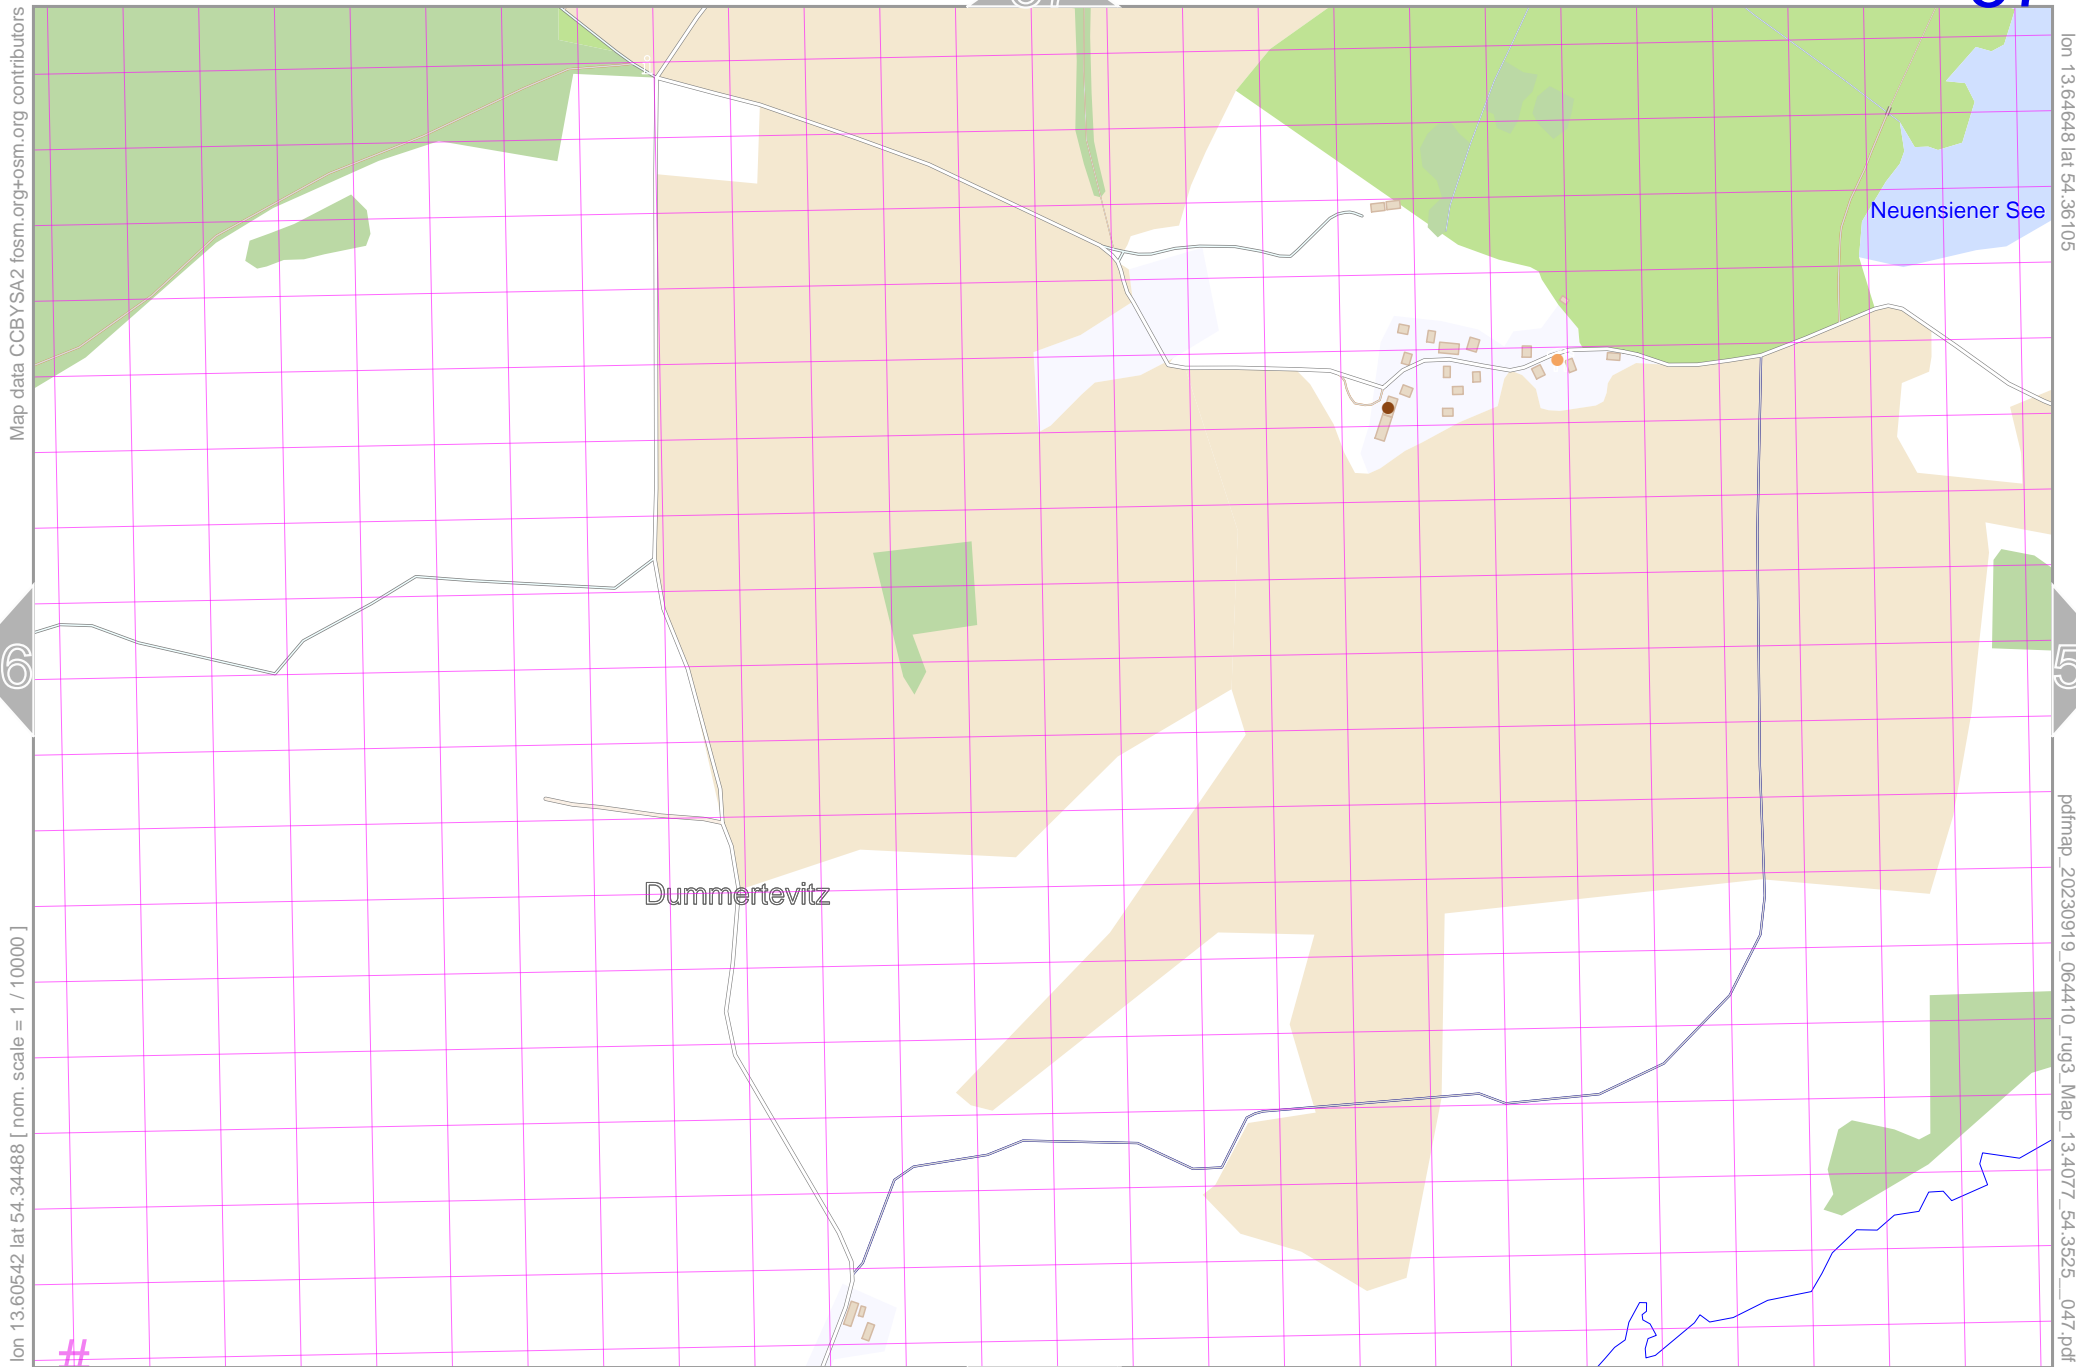 Map data CCBYSA2 fosm.org+osm.org contributors
lon 13.60542 lat 54.34488 [ nom. scale = 1 / 10000 ]
lon 13.64648 lat 54.36105
pdfmap_20230919_064410_rug3_Map_13.4077_54.3525__047.pdf
Neuensiener See
6
5
Dummertevitz
#